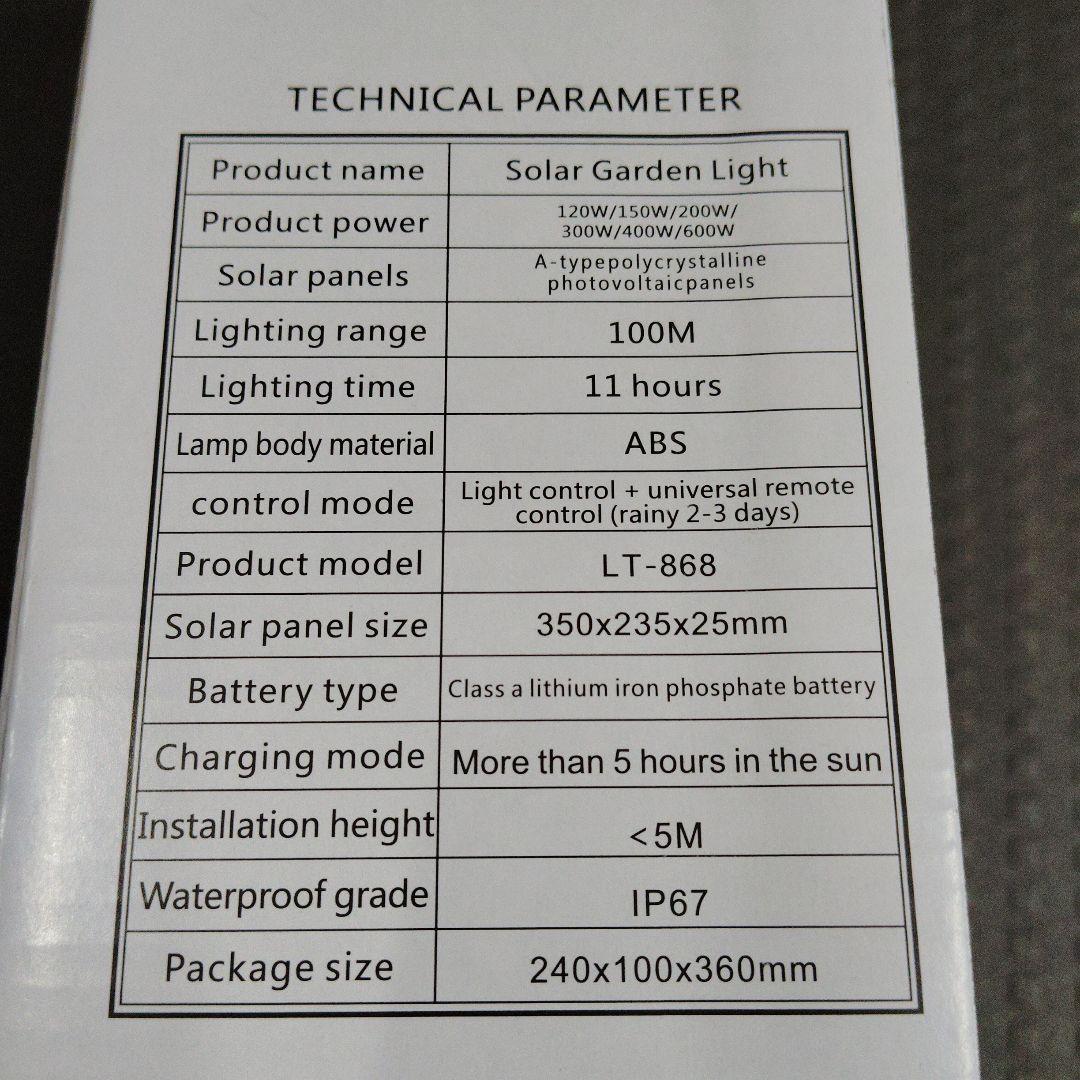 TECHNICAL PARAMETER
Product name Solar Garden Light
Product power 120W/150W/200W/
300W/400W/600W
Solar panels A-typepolycrystalline
photovoltaicpanels
Lighting range 100M
Lighting time 11 hours
Lamp body material ABS
control mode Light control + universal remote
control (rainy 2-3 days)
Product model LT-868
Solar panel size 350x235x25mm
Battery type Class a lithium iron phosphate battery
Charging mode More than 5 hours in the sun
Installation height <5M
Waterproof grade IP67
Package size 240x100x360mm